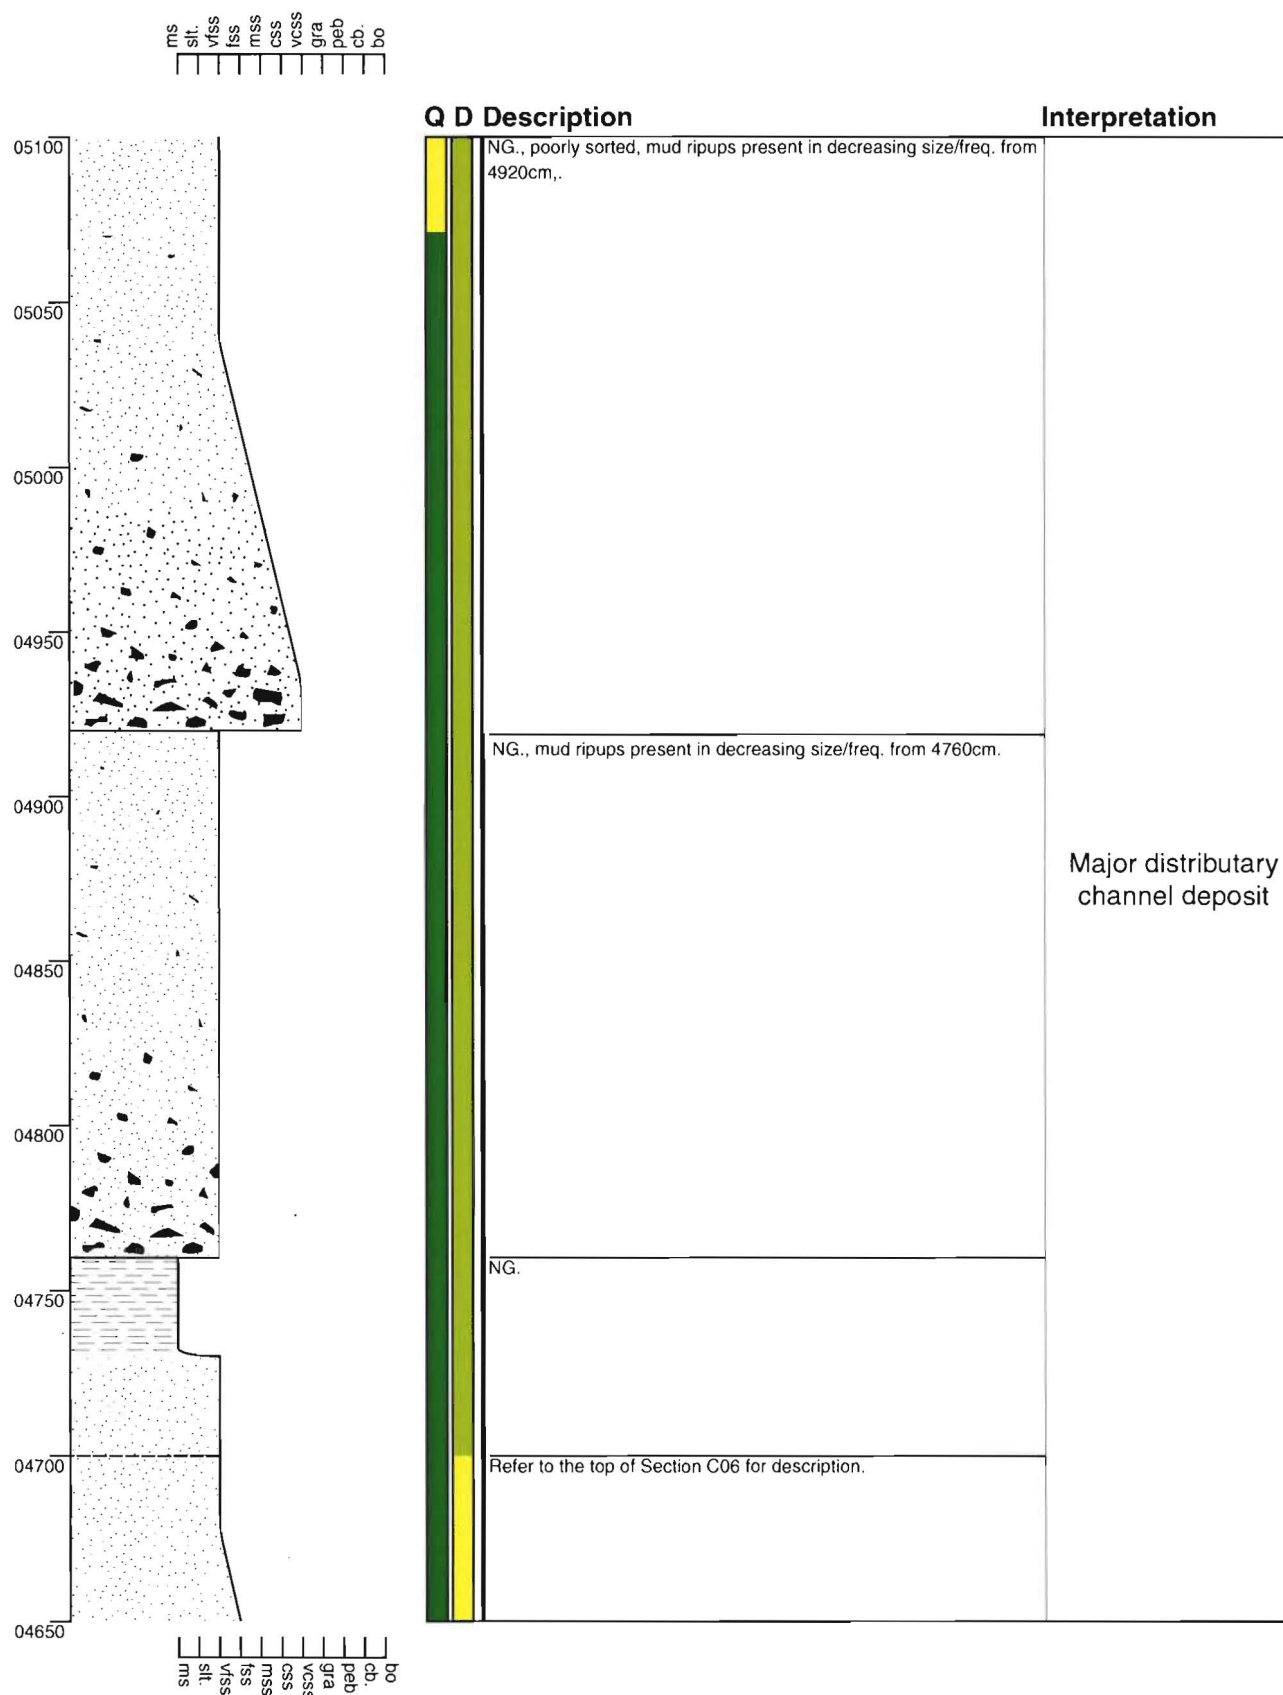 ms slt. vfss fss mss css vcss gra peb cb. bo
Q D Description Interpretation
05100
NG., poorly sorted, mud ripups present in decreasing size/freq. from
4920cm,.
05050
05000
04950
NG., mud ripups present in decreasing size/freq. from 4760cm.
04900
Major distributary
channel deposit
04850
04800
NG.
04750
04700
Refer to the top of Section C06 for description.
04650
ms slt. vfss fss mss css vcss gra peb cb. bo